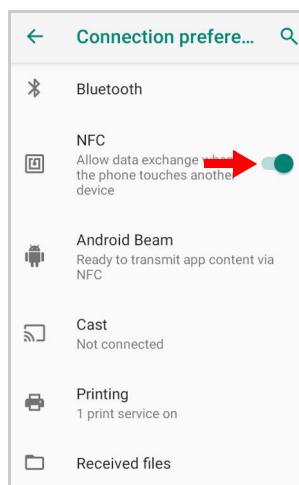 Connection prefere...
Bluetooth
NFC
Allow data exchange when
the phone touches another
device
Android Beam
Ready to transmit app content via
NFC
Cast
Not connected
Printing
1 print service on
Received files